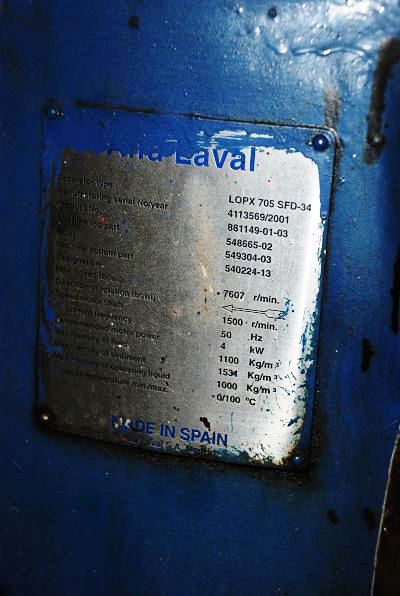 Alfa Laval
Separator type LOPX 705 SFD-34
Manufacturing serial No/year 4113569/2001
Product No 881149-01-03
Machine top part 548665-02
Bowl 549304-03
Machine bottom part 540224-13
Designation
Max. Speed (bowl) 7607 r/min.
Direction of rotation (bowl)
Speed motor shaft 1500 r/min.
current frequency 50 Hz
recommended motor power 4 kW
Max. Density of feed 1100 Kg/m³
Max. Density of sediment 1531 Kg/m³
Max. Density of operating liquid 1000 Kg/m³
temperature min./max. 0/100 °C
MADE IN SPAIN
Alfa Laval S.A.